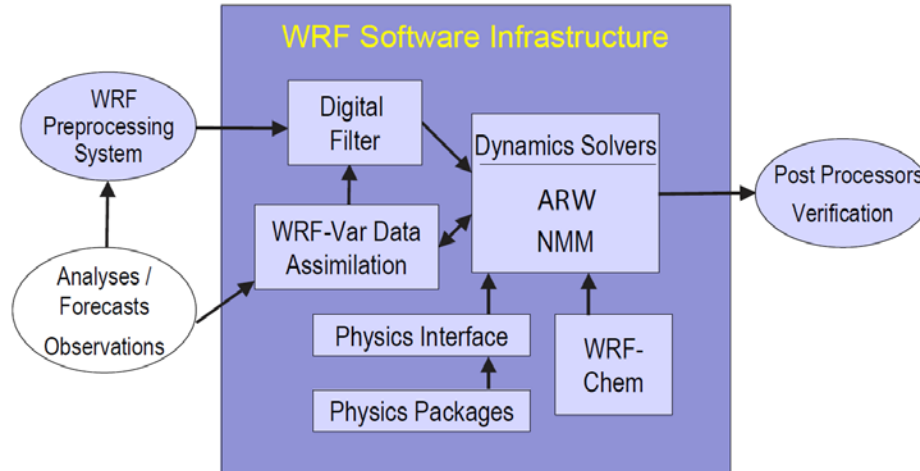 WRF Software Infrastructure
WRF
Preprocessing
System
Digital
Filter
Dynamics Solvers
ARW
NMM
Post Processors
Verification
WRF-Var Data
Assimilation
Analyses /
Forecasts
Observations
Physics Interface
WRF-
Chem
Physics Packages